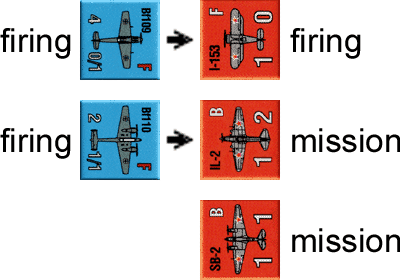 firing 4 0/1 Bf109 F F I-153 1 0 firing
firing 2 1/1 Bf110 F B IL-2 1 2 mission
B SB-2 1 1 mission